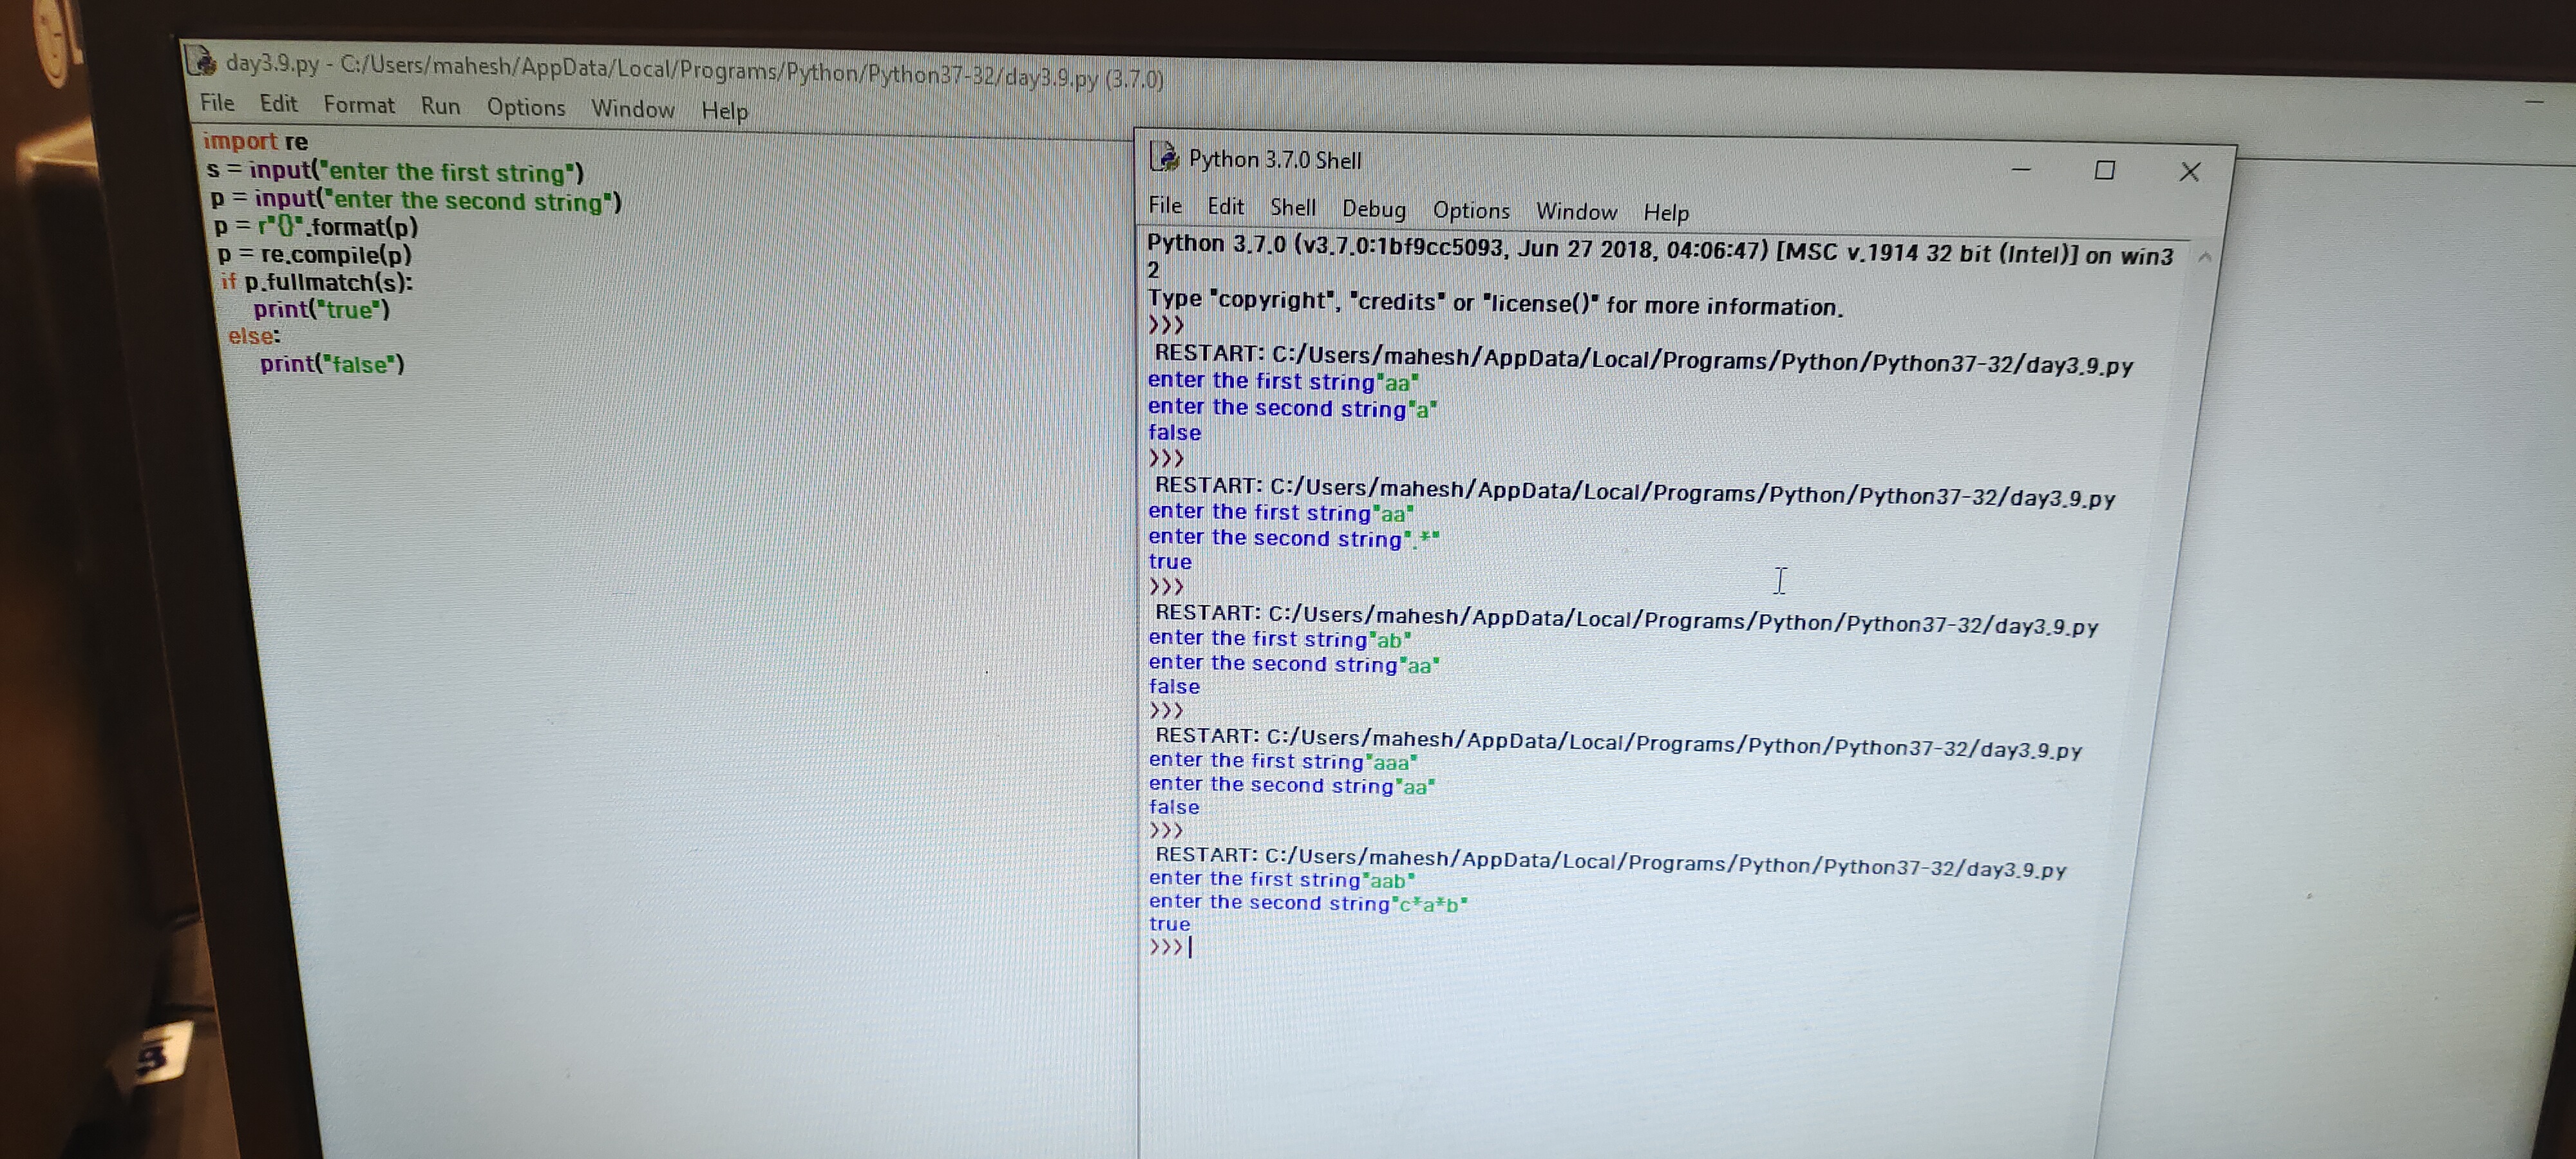 day3.9.py - C:/Users/mahesh/AppData/Local/Programs/Python/Python37-32/day3.9.py (3.7.0)
File Edit Format Run Options Window Help
import re
s = input("enter the first string")
p = input("enter the second string")
p = r"{}".format(p)
p = re.compile(p)
if p.fullmatch(s):
    print("true")
else:
    print("false")
Python 3.7.0 Shell
File Edit Shell Debug Options Window Help
Python 3.7.0 (v3.7.0:1bf9cc5093, Jun 27 2018, 04:06:47) [MSC v.1914 32 bit (Intel)] on win3
2
Type "copyright", "credits" or "license()" for more information.
>>>
RESTART: C:/Users/mahesh/AppData/Local/Programs/Python/Python37-32/day3.9.py
enter the first string"aa"
enter the second string"a"
false
>>>
RESTART: C:/Users/mahesh/AppData/Local/Programs/Python/Python37-32/day3.9.py
enter the first string"aa"
enter the second string".*"
true
>>>
RESTART: C:/Users/mahesh/AppData/Local/Programs/Python/Python37-32/day3.9.py
enter the first string"ab"
enter the second string"aa"
false
>>>
RESTART: C:/Users/mahesh/AppData/Local/Programs/Python/Python37-32/day3.9.py
enter the first string"aaa"
enter the second string"aa"
false
>>>
RESTART: C:/Users/mahesh/AppData/Local/Programs/Python/Python37-32/day3.9.py
enter the first string"aab"
enter the second string"c*a*b"
true
>>>